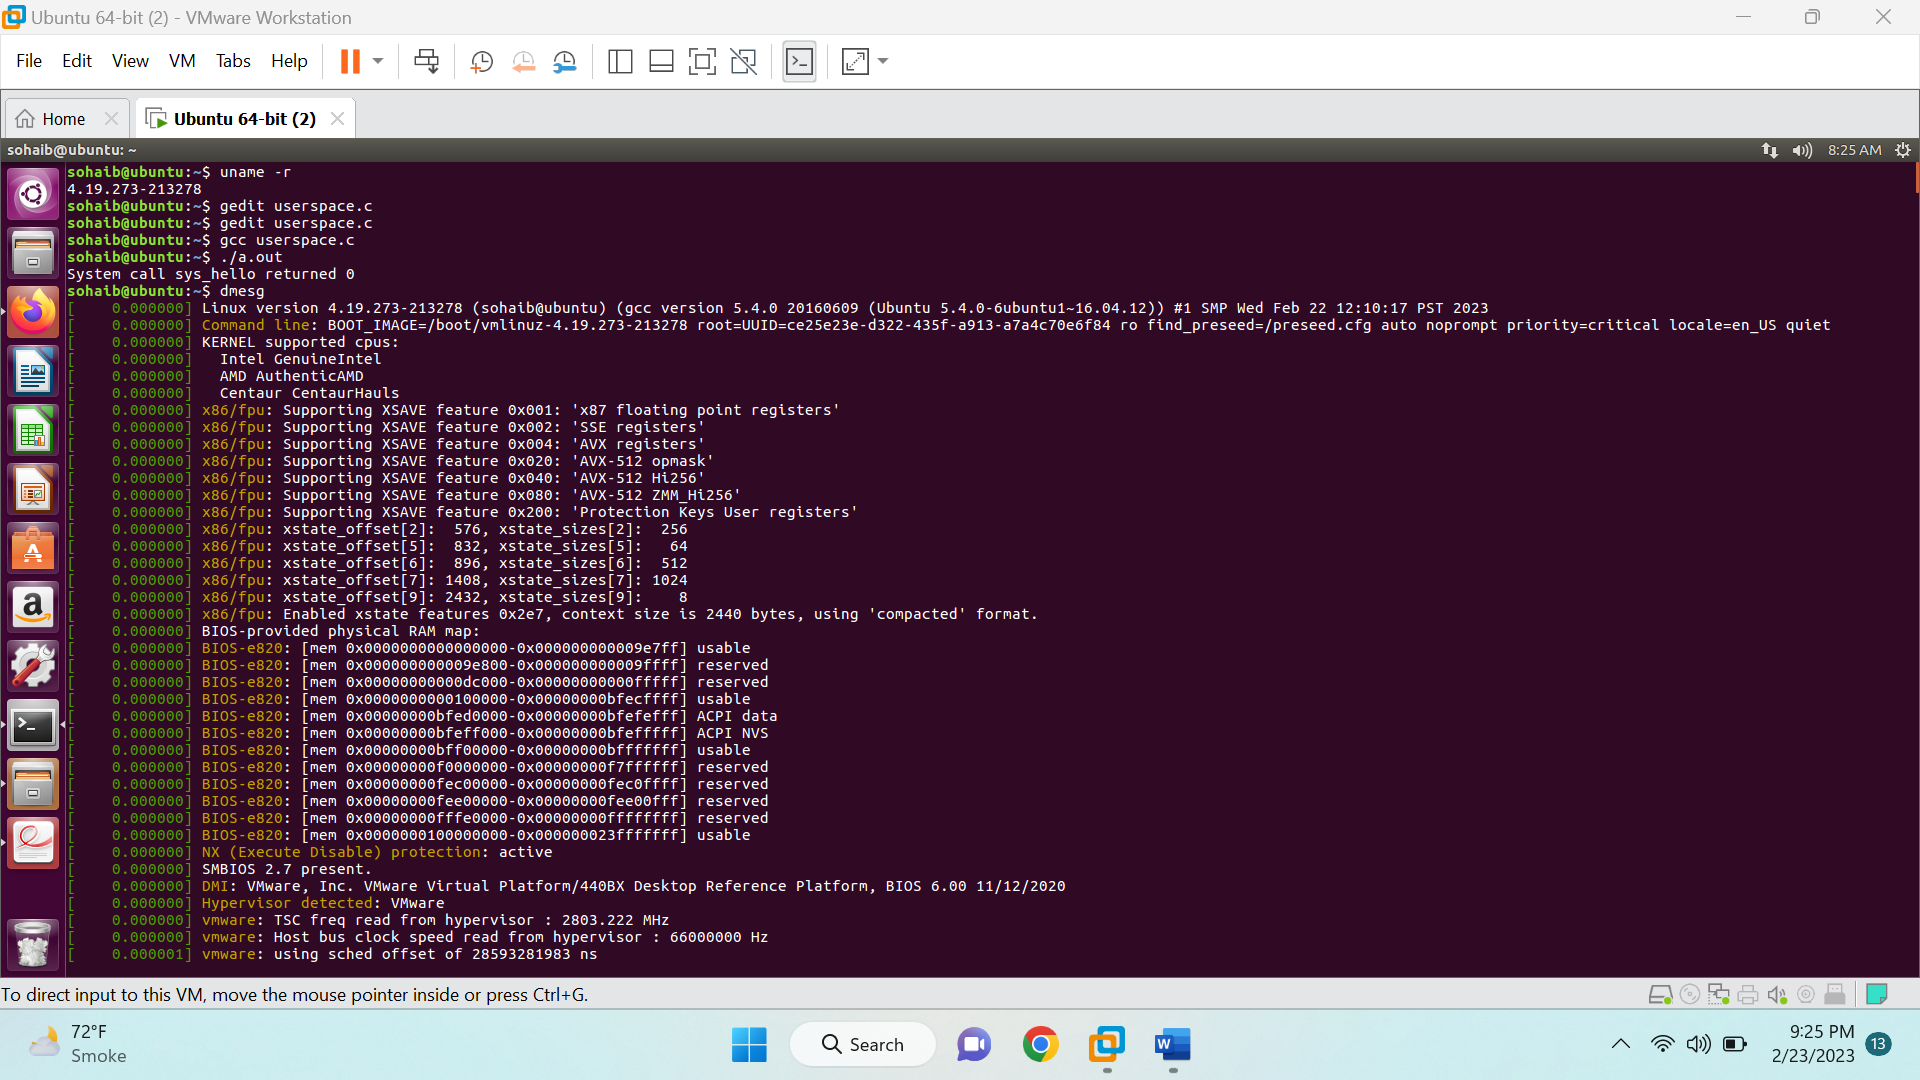 Ubuntu 64-bit (2) - VMware Workstation
File Edit View VM Tabs Help
Home
Ubuntu 64-bit (2)
sohaib@ubuntu: ~
8:25 AM
sohaib@ubuntu:~$ uname -r
4.19.273-213278
sohaib@ubuntu:~$ gedit userspace.c
sohaib@ubuntu:~$ gedit userspace.c
sohaib@ubuntu:~$ gcc userspace.c
sohaib@ubuntu:~$ ./a.out
System call sys_hello returned 0
sohaib@ubuntu:~$ dmesg
[    0.000000] Linux version 4.19.273-213278 (sohaib@ubuntu) (gcc version 5.4.0 20160609 (Ubuntu 5.4.0-6ubuntu1~16.04.12)) #1 SMP Wed Feb 22 12:10:17 PST 2023
[    0.000000] Command line: BOOT_IMAGE=/boot/vmlinuz-4.19.273-213278 root=UUID=ce25e23e-d322-435f-a913-a7a4c70e6f84 ro find_preseed=/preseed.cfg auto noprompt priority=critical locale=en_US quiet
[    0.000000] KERNEL supported cpus:
[    0.000000]   Intel GenuineIntel
[    0.000000]   AMD AuthenticAMD
[    0.000000]   Centaur CentaurHauls
[    0.000000] x86/fpu: Supporting XSAVE feature 0x001: 'x87 floating point registers'
[    0.000000] x86/fpu: Supporting XSAVE feature 0x002: 'SSE registers'
[    0.000000] x86/fpu: Supporting XSAVE feature 0x004: 'AVX registers'
[    0.000000] x86/fpu: Supporting XSAVE feature 0x020: 'AVX-512 opmask'
[    0.000000] x86/fpu: Supporting XSAVE feature 0x040: 'AVX-512 Hi256'
[    0.000000] x86/fpu: Supporting XSAVE feature 0x080: 'AVX-512 ZMM_Hi256'
[    0.000000] x86/fpu: Supporting XSAVE feature 0x200: 'Protection Keys User registers'
[    0.000000] x86/fpu: xstate_offset[2]:  576, xstate_sizes[2]:  256
[    0.000000] x86/fpu: xstate_offset[5]:  832, xstate_sizes[5]:   64
[    0.000000] x86/fpu: xstate_offset[6]:  896, xstate_sizes[6]:  512
[    0.000000] x86/fpu: xstate_offset[7]: 1408, xstate_sizes[7]: 1024
[    0.000000] x86/fpu: xstate_offset[9]: 2432, xstate_sizes[9]:    8
[    0.000000] x86/fpu: Enabled xstate features 0x2e7, context size is 2440 bytes, using 'compacted' format.
[    0.000000] BIOS-provided physical RAM map:
[    0.000000] BIOS-e820: [mem 0x0000000000000000-0x000000000009e7ff] usable
[    0.000000] BIOS-e820: [mem 0x000000000009e800-0x000000000009ffff] reserved
[    0.000000] BIOS-e820: [mem 0x00000000000dc000-0x00000000000fffff] reserved
[    0.000000] BIOS-e820: [mem 0x0000000000100000-0x00000000bfecffff] usable
[    0.000000] BIOS-e820: [mem 0x00000000bfed0000-0x00000000bfefefff] ACPI data
[    0.000000] BIOS-e820: [mem 0x00000000bfeff000-0x00000000bfefffff] ACPI NVS
[    0.000000] BIOS-e820: [mem 0x00000000bff00000-0x00000000bfffffff] usable
[    0.000000] BIOS-e820: [mem 0x00000000f0000000-0x00000000f7ffffff] reserved
[    0.000000] BIOS-e820: [mem 0x00000000fec00000-0x00000000fec0ffff] reserved
[    0.000000] BIOS-e820: [mem 0x00000000fee00000-0x00000000fee00fff] reserved
[    0.000000] BIOS-e820: [mem 0x00000000fffe0000-0x00000000ffffffff] reserved
[    0.000000] BIOS-e820: [mem 0x0000000100000000-0x000000023fffffff] usable
[    0.000000] NX (Execute Disable) protection: active
[    0.000000] SMBIOS 2.7 present.
[    0.000000] DMI: VMware, Inc. VMware Virtual Platform/440BX Desktop Reference Platform, BIOS 6.00 11/12/2020
[    0.000000] Hypervisor detected: VMware
[    0.000000] vmware: TSC freq read from hypervisor : 2803.222 MHz
[    0.000000] vmware: Host bus clock speed read from hypervisor : 66000000 Hz
[    0.000001] vmware: using sched offset of 28593281983 ns
To direct input to this VM, move the mouse pointer inside or press Ctrl+G.
72°F
Smoke
Search
9:25 PM
2/23/2023
13